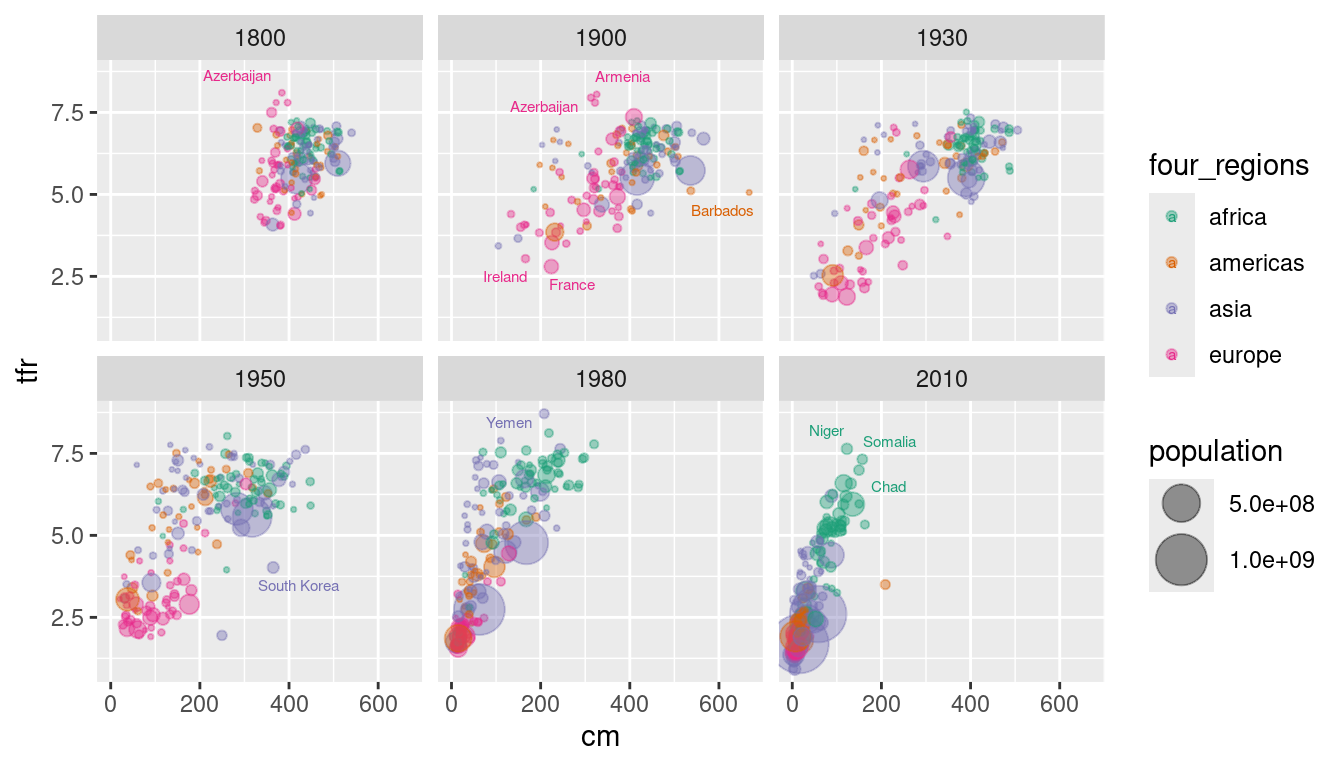 1800
1900
1930
Azerbaijan
Armenia
Azerbaijan
Barbados
Ireland
France
7.5
5.0
2.5
tfr
1950
1980
2010
South Korea
Yemen
Niger
Somalia
Chad
7.5
5.0
2.5
0 200 400 600
0 200 400 600
0 200 400 600
cm
four_regions
a africa
a americas
a asia
a europe
population
5.0e+08
1.0e+09